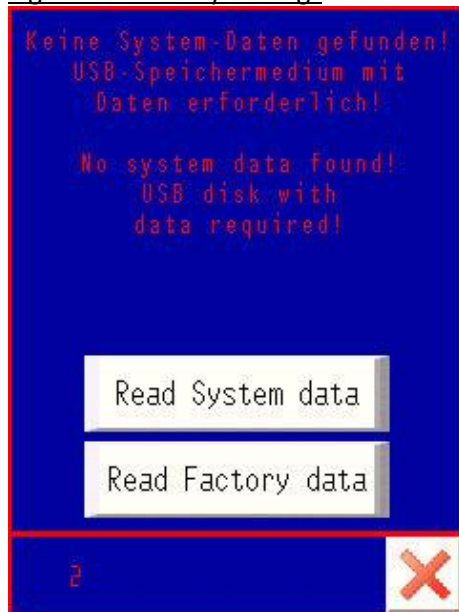 Keine System-Daten gefunden!
USB-Speichermedium mit
Daten erforderlich!
No system data found!
USB disk with
data required!
Read System data
Read Factory data
2